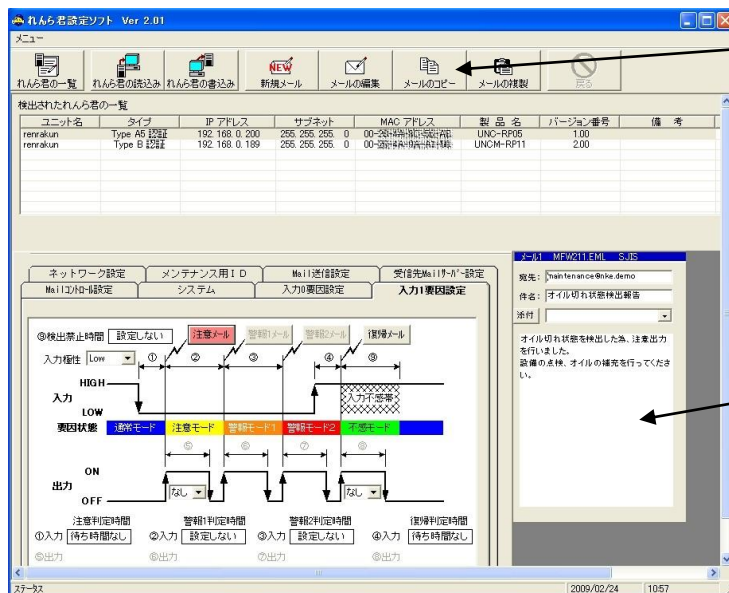 れんら君設定ソフト Ver 2.01
メニュー
れんら君の一覧 れんら君の読込み れんら君の書込み 新規メール メールの編集 メールのコピー メールの複製 戻る
検出されたれんら君の一覧
ユニット名 タイプ IP アドレス サブネット MAC アドレス 製 品 名 バージョン番号 備 考
renrakun Type A5 認証 192. 168. 0. 200 255. 255. 255. 0 UNC-RP05 1.00
renrakun Type B 認証 192. 168. 0. 189 255. 255. 255. 0 UNCM-RP11 2.00
ネットワーク設定 メンテナンス用ID Mail送信設定 受信先Mailサーバー設定
Mailコントロール設定 システム 入力0要因設定 入力1要因設定
⑨検出禁止時間 設定しない 注意メール 警報1メール 警報2メール 復帰メール
入力極性 Low ① ② ③ ④ ⑨
HIGH
入力 入力不感帯
LOW
要因状態 通常モード 注意モード 警報モード1 警報モード2 不感モード
⑤ ⑥ ⑦ ⑧
ON
出力
OFF なし なし
注意判定時間 警報1判定時間 警報2判定時間 復帰判定時間
①入力 待ち時間なし ②入力 設定しない ③入力 設定しない ④入力 待ち時間なし
⑤出力 ⑥出力 ⑦出力 ⑧出力
メール1 MFW211.EML SJIS
宛先: maintenance@nke.demo
件名: オイル切れ状態検出報告
添付
オイル切れ状態を検出した為、注意出力
を行いました。
設備の点検、オイルの補充を行ってくださ
い。
ステータス 2009/02/24 10:57